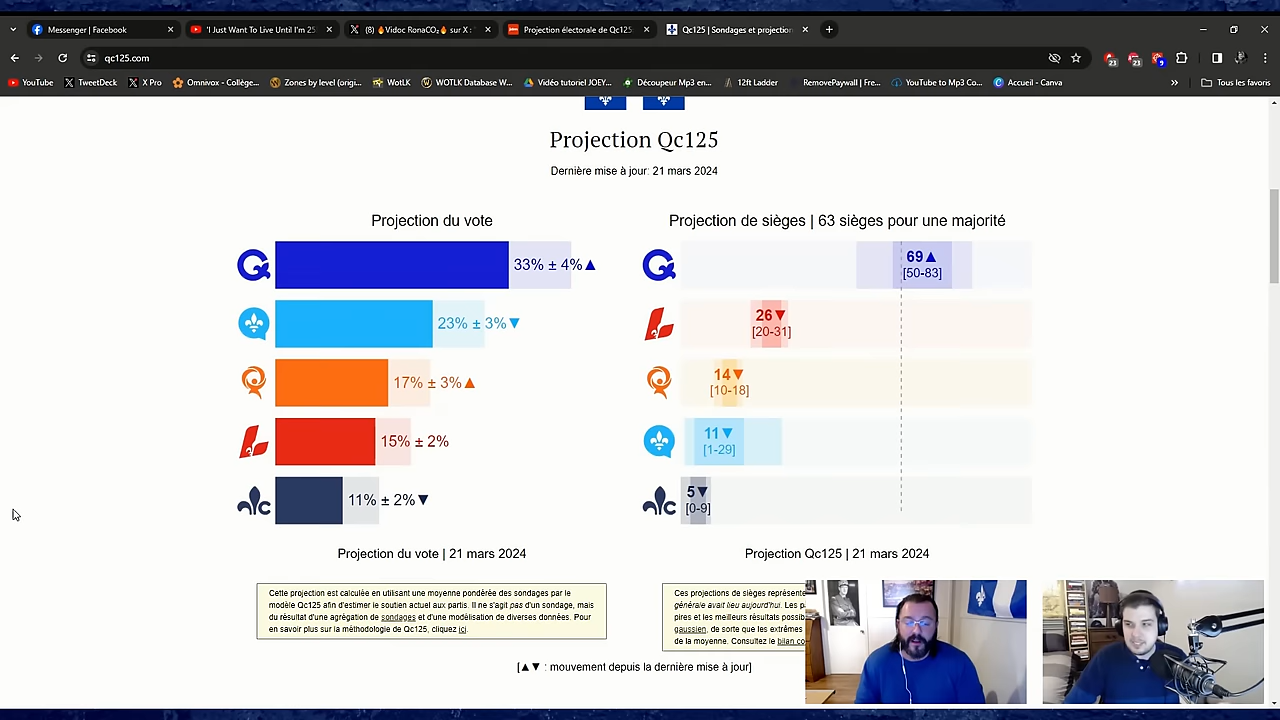 Messenger | Facebook
'I Just Want To Live Until I'm 25
(6) 🔥Vidoc RonaCO₂🔥 sur X :
Projection électorale de Qc125
Qc125 | Sondages et projection
qc125.com
23
23
9
YouTube
TweetDeck
X Pro
Omnivox - Collège...
Zones by level (origi...
WotLK
WOTLK Database W...
Vidéo tutoriel JOEY...
Découpeur Mp3 en...
12ft Ladder
RemovePaywall | Fre...
YouTube to Mp3 Co...
Accueil - Canva
»
Tous les favoris
Projection Qc125
Dernière mise à jour: 21 mars 2024
Projection du vote
33% ± 4%▲
23% ± 3%▼
17% ± 3%▲
15% ± 2%
11% ± 2%▼
Projection du vote | 21 mars 2024
Projection de sièges | 63 sièges pour une majorité
69▲
[50-83]
26▼
[20-31]
14▼
[10-18]
11▼
[1-29]
5▼
[0-9]
Projection Qc125 | 21 mars 2024
Cette projection est calculée en utilisant une moyenne pondérée des sondages par le
modèle Qc125 afin d'estimer le soutien actuel aux partis. Il ne s'agit pas d'un sondage, mais
du résultat d'une agrégation de sondages et d'une modélisation de diverses données. Pour
en savoir plus sur la méthodologie de Qc125, cliquez ici.
Ces projections de sièges représente
générale avait lieu aujourd'hui. Les p
pires et les meilleurs résultats possib
gaussien, de sorte que les extrêmes
de la moyenne. Consultez le bilan co
[▲▼ : mouvement depuis la dernière mise à jour]